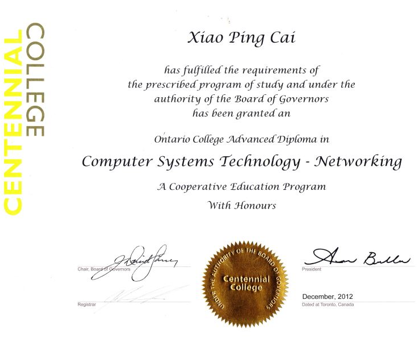 CENTENNIAL
COLLEGE
Xiao Ping Cai
has fulfilled the requirements of
the prescribed program of study and under the
authority of the Board of Governors
has been granted an
Ontario College Advanced Diploma in
Computer Systems Technology - Networking
A Cooperative Education Program
With Honours
Chair, Board of Governors
President
UNDER THE AUTHORITY OF THE BOARD OF GOVERNORS
Centennial
College
December, 2012
Registrar
Dated at Toronto, Canada